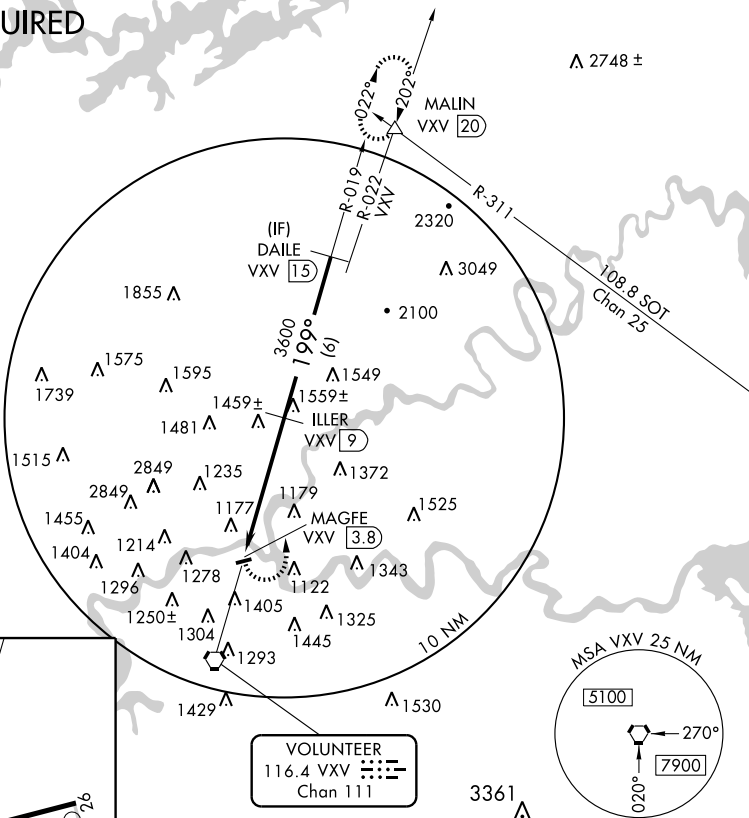 UIRED
2748 ±
022°
202°
MALIN
VXV 20
R-019
R-022
VXV
R-311
2320
(IF)
DAILE
VXV 15
3049
108.8 SOT
Chan 25
1855
2100
3600
199°
(6)
1575
1739
1595
1549
1459±
1559±
1481
ILLER
VXV 9
1515
1372
2849
1235
2849
1179
1177
1525
1455
MAGFE
VXV 3.8
1214
1404
1278
1296
1122
1343
1250±
1405
1304
1325
1445
10 NM
1293
MSA VXV 25 NM
1429
1530
5100
270°
7900
020°
VOLUNTEER
116.4 VXV
Chan 111
3361
26